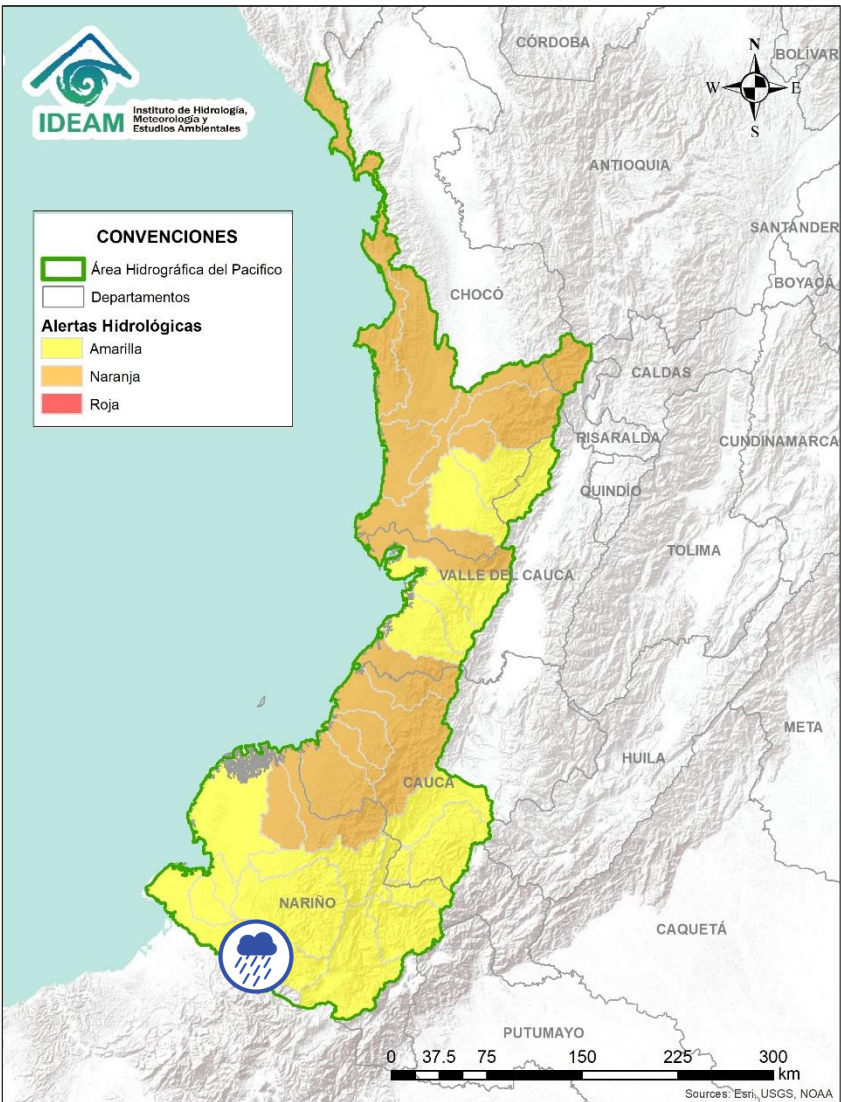 IDEAM
Instituto de Hidrología,
Meteorología y
Estudios Ambientales
N
W
E
S
CÓRDOBA
BOLÍVAR
ANTIOQUIA
SANTANDER
BOYACÁ
CHOCÓ
CALDAS
RISARALDA
CUNDINAMARCA
QUINDÍO
TOLIMA
VALLE DEL CAUCA
META
HUILA
CAUCA
NARIÑO
CAQUETÁ
PUTUMAYO
CONVENCIONES
Área Hidrográfica del Pacifico
Departamentos
Alertas Hidrológicas
Amarilla
Naranja
Roja
0 37.5 75 150 225 300
km
Sources: Esri, USGS, NOAA